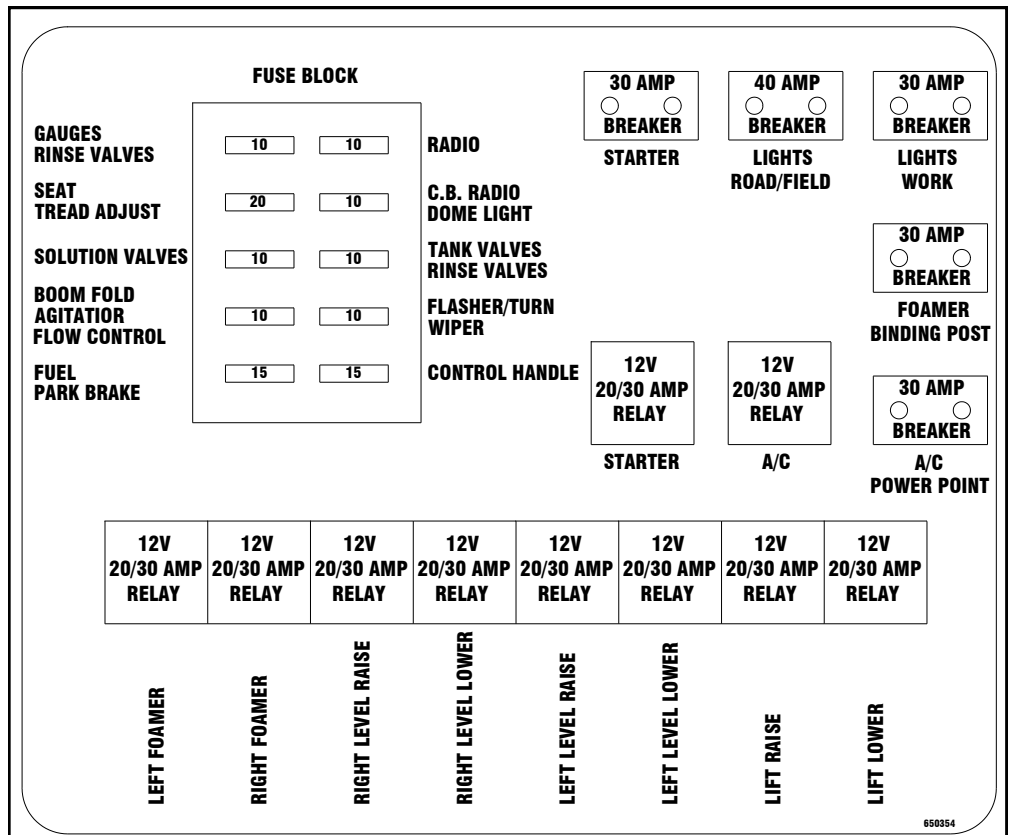 FUSE BLOCK
GAUGES
RINSE VALVES
10
10
RADIO
SEAT
TREAD ADJUST
20
10
C.B. RADIO
DOME LIGHT
SOLUTION VALVES
10
10
TANK VALVES
RINSE VALVES
BOOM FOLD
AGITATIOR
FLOW CONTROL
10
10
FLASHER/TURN
WIPER
FUEL
PARK BRAKE
15
15
CONTROL HANDLE
30 AMP
BREAKER
STARTER
40 AMP
BREAKER
LIGHTS
ROAD/FIELD
30 AMP
BREAKER
LIGHTS
WORK
30 AMP
BREAKER
FOAMER
BINDING POST
12V
20/30 AMP
RELAY
STARTER
12V
20/30 AMP
RELAY
A/C
30 AMP
BREAKER
A/C
POWER POINT
12V
20/30 AMP
RELAY
LEFT FOAMER
12V
20/30 AMP
RELAY
RIGHT FOAMER
12V
20/30 AMP
RELAY
RIGHT LEVEL RAISE
12V
20/30 AMP
RELAY
RIGHT LEVEL LOWER
12V
20/30 AMP
RELAY
LEFT LEVEL RAISE
12V
20/30 AMP
RELAY
LEFT LEVEL LOWER
12V
20/30 AMP
RELAY
LIFT RAISE
12V
20/30 AMP
RELAY
LIFT LOWER
650354